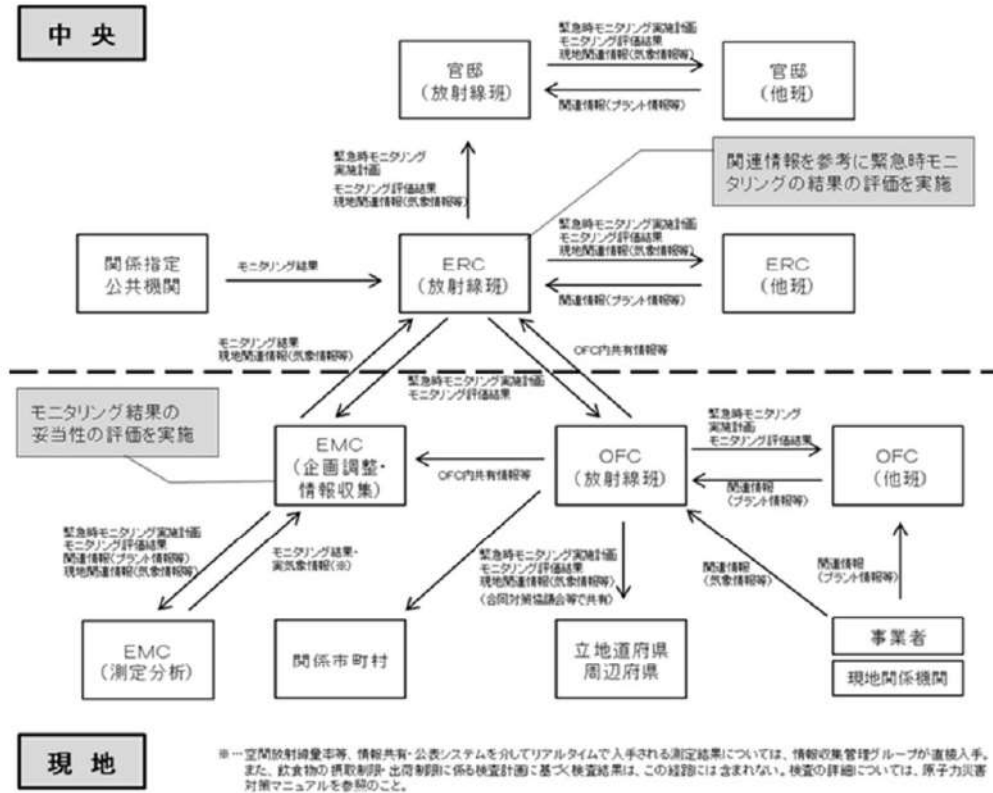 中 央
緊急時モニタリング実施計画
モニタリング評価結果
現地関連情報(気象情報等)
官邸
(放射線班)
官邸
(他班)
関連情報(プラント情報等)
緊急時モニタリング
実施計画
モニタリング評価結果
現地関連情報(気象情報等)
関連情報を参考に緊急時モニ
タリングの結果の評価を実施
緊急時モニタリング実施計画
モニタリング評価結果
現地関連情報(気象情報等)
関係指定
公共機関
モニタリング結果
ERC
(放射線班)
ERC
(他班)
関連情報(プラント情報等)
モニタリング結果
現地関連情報(気象情報等)
OFC内共有情報等
緊急時モニタリング実施計画
モニタリング評価結果
モニタリング結果の
妥当性の評価を実施
EMC
(企画調整・
情報収集)
OFC内共有情報等
OFC
(放射線班)
緊急時モニタリング
実施計画
モニタリング評価結果
関連情報
(プラント情報等)
OFC
(他班)
緊急時モニタリング実施計画
モニタリング評価結果
関連情報(プラント情報等)
現地関連情報(気象情報等)
モニタリング結果・
実気象情報(※)
緊急時モニタリング実施計画
モニタリング評価結果
現地関連情報(気象情報等)
(合同対策協議会等で共有)
関連情報
(気象情報等)
関連情報
(プラント情報等)
EMC
(測定分析)
関係市町村
立地道府県
周辺府県
事業者
現地関係機関
現 地
※…空間放射線量率等、情報共有・公表システムを介してリアルタイムで入手される測定結果については、情報収集管理グループが直接入手。
また、飲食物の摂取制限・出荷制限に係る検査計画に基づく検査結果は、この経路には含まれない。検査の詳細については、原子力災害
対策マニュアルを参照のこと。